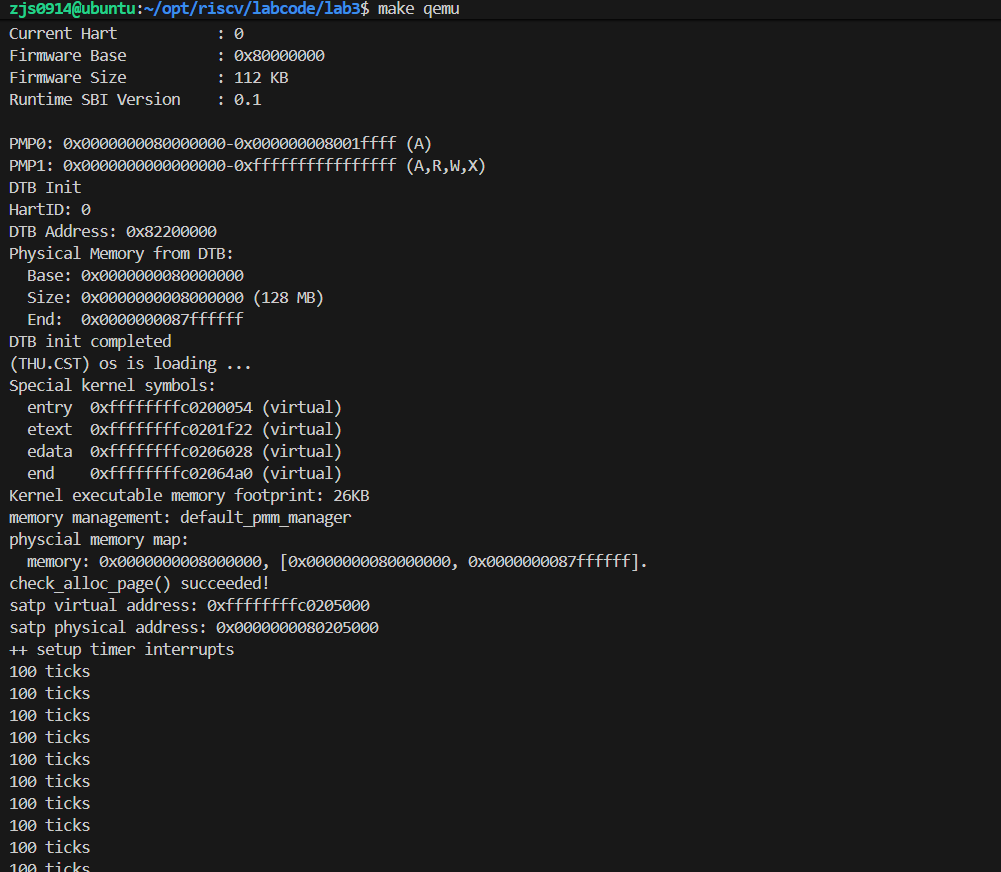 zjs0914@ubuntu:~/opt/riscv/labcode/lab3$ make qemu
Current Hart           : 0
Firmware Base          : 0x80000000
Firmware Size          : 112 KB
Runtime SBI Version    : 0.1

PMP0: 0x0000000080000000-0x000000008001ffff (A)
PMP1: 0x0000000000000000-0xffffffffffffffff (A,R,W,X)
DTB Init
HartID: 0
DTB Address: 0x82200000
Physical Memory from DTB:
  Base: 0x0000000080000000
  Size: 0x0000000008000000 (128 MB)
  End:  0x0000000087ffffff
DTB init completed
(THU.CST) os is loading ...
Special kernel symbols:
  entry  0xffffffffc0200054 (virtual)
  etext  0xffffffffc0201f22 (virtual)
  edata  0xffffffffc0206028 (virtual)
  end    0xffffffffc02064a0 (virtual)
Kernel executable memory footprint: 26KB
memory management: default_pmm_manager
physcial memory map:
  memory: 0x0000000008000000, [0x0000000080000000, 0x0000000087ffffff].
check_alloc_page() succeeded!
satp virtual address: 0xffffffffc0205000
satp physical address: 0x0000000080205000
++ setup timer interrupts
100 ticks
100 ticks
100 ticks
100 ticks
100 ticks
100 ticks
100 ticks
100 ticks
100 ticks
100 ticks